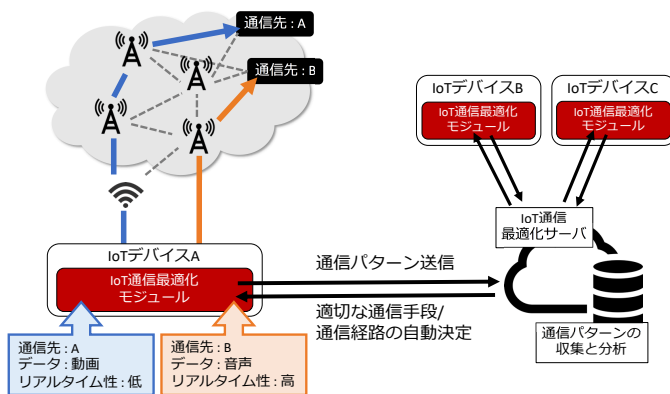 通信先 : A
通信先 : B
IoTデバイスB
IoT通信最適化
モジュール
IoTデバイスC
IoT通信最適化
モジュール
IoT通信
最適化サーバ
IoTデバイスA
IoT通信最適化
モジュール
通信パターン送信
適切な通信手段/
通信経路の自動決定
通信パターンの
収集と分析
通信先 : A
データ : 動画
リアルタイム性 : 低
通信先 : B
データ : 音声
リアルタイム性 : 高